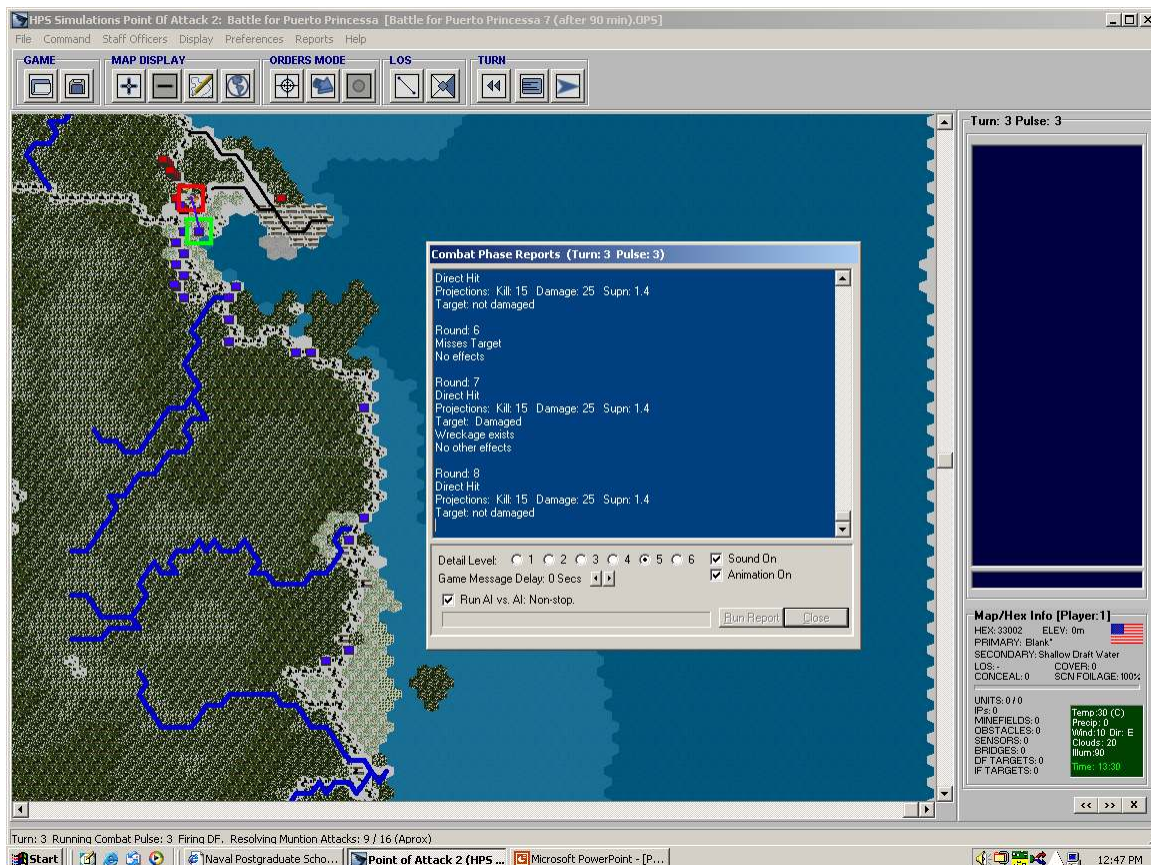 HPS Simulations Point Of Attack 2: Battle for Puerto Princessa [Battle for Puerto Princessa 7 (after 90 min).OPS]
File Command Staff Officers Display Preferences Reports Help
GAME MAP DISPLAY ORDERS MODE LOS TURN
Turn: 3 Pulse: 3
Combat Phase Reports (Turn: 3 Pulse: 3)
Direct Hit
Projections: Kill: 15 Damage: 25 Supn: 1.4
Target: not damaged
Round: 6
Misses Target
No effects
Round: 7
Direct Hit
Projections: Kill: 15 Damage: 25 Supn: 1.4
Target: Damaged
Wreckage exists
No other effects
Round: 8
Direct Hit
Projections: Kill: 15 Damage: 25 Supn: 1.4
Target: not damaged
Detail Level: 1 2 3 4 5 6 Sound On
Game Message Delay: 0 Secs Animation On
Run AI vs. AI: Non-stop.
Run Report Close
Map/Hex Info [Player:1]
HEX: 33002 ELEV: 0m
PRIMARY: Blank*
SECONDARY: Shallow Draft Water
LOS: - COVER: 0
CONCEAL: 0 SCN FOILAGE: 100%
UNITS: 0 / 0
IPs: 0
MINEFIELDS: 0
OBSTACLES: 0
SENSORS: 0
BRIDGES: 0
DF TARGETS: 0
IF TARGETS: 0
Temp:30 (C)
Precip: 0
Wind:10 Dir: E
Clouds: 20
Illum:90
Time: 13:30
<< >> X
Turn: 3 Running Combat Pulse: 3 Firing DF. Resolving Muntion Attacks: 9 / 16 (Aprox)
Start Naval Postgraduate Scho... Point of Attack 2 (HPS ... Microsoft PowerPoint - [P... 12:47 PM